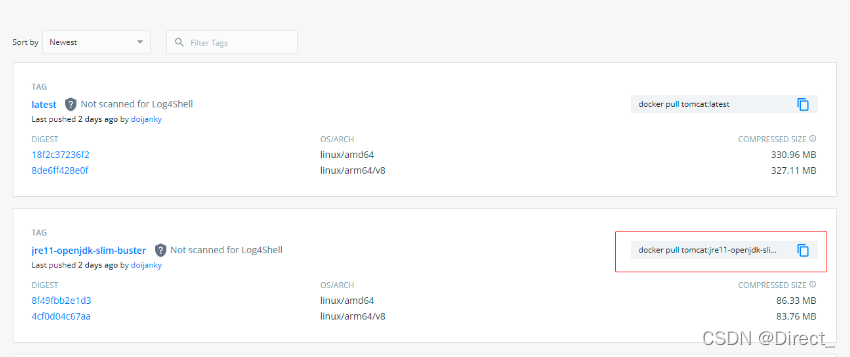 Sort by Newest Filter Tags
TAG
latest Not scanned for Log4Shell docker pull tomcat:latest
Last pushed 2 days ago by doijanky
DIGEST OS/ARCH COMPRESSED SIZE
18f2c37236f2 linux/amd64 330.96 MB
8de6ff428e0f linux/arm64/v8 327.11 MB
TAG
jre11-openjdk-slim-buster Not scanned for Log4Shell docker pull tomcat:jre11-openjdk-sli...
Last pushed 2 days ago by doijanky
DIGEST OS/ARCH COMPRESSED SIZE
8f49fbb2e1d3 linux/amd64 86.33 MB
4cf0d04c67aa linux/arm64/v8 83.76 MB
CSDN @Direct_